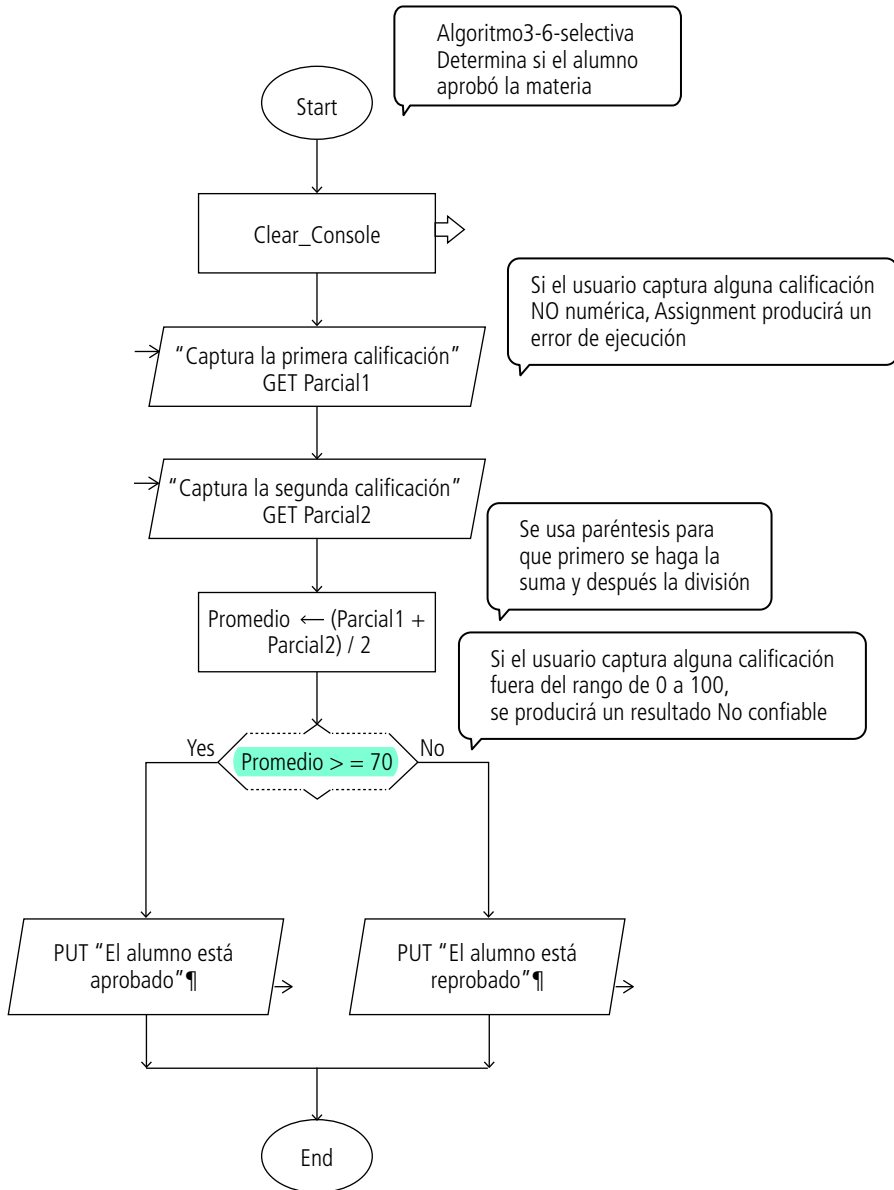 Algoritmo3-6-selectiva
Determina si el alumno
aprobó la materia
Start
Clear_Console
Si el usuario captura alguna calificación
NO numérica, Assignment producirá un
error de ejecución
“Captura la primera calificación”
GET Parcial1
“Captura la segunda calificación”
GET Parcial2
Se usa paréntesis para
que primero se haga la
suma y después la división
Promedio ← (Parcial1 +
Parcial2) / 2
Si el usuario captura alguna calificación
fuera del rango de 0 a 100,
se producirá un resultado No confiable
Yes
Promedio > = 70
No
PUT “El alumno está
aprobado”¶
PUT “El alumno está
reprobado”¶
End